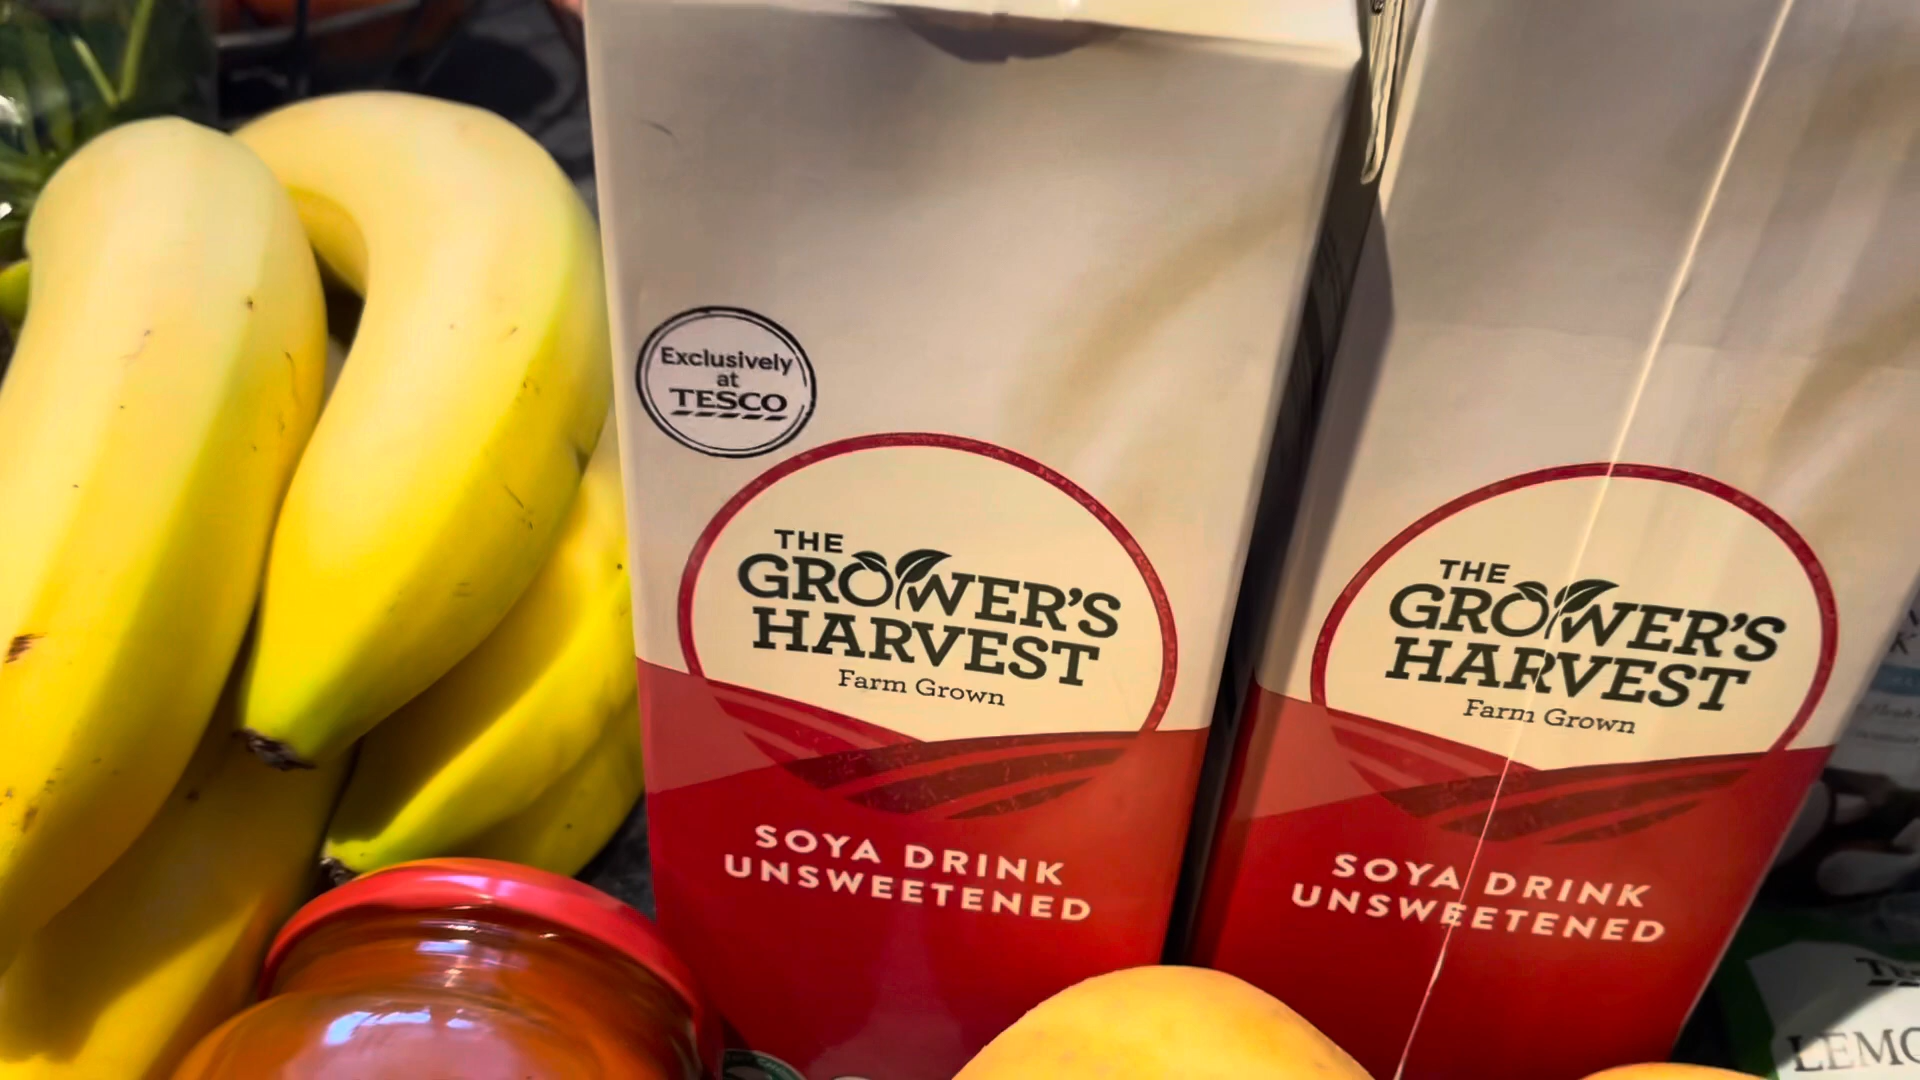 Exclusively
at
TESCO
THE
GROWER'S
HARVEST
Farm Grown
SOYA DRINK
UNSWEETENED
THE
GROWER'S
HARVEST
Farm Grown
SOYA DRINK
UNSWEETENED